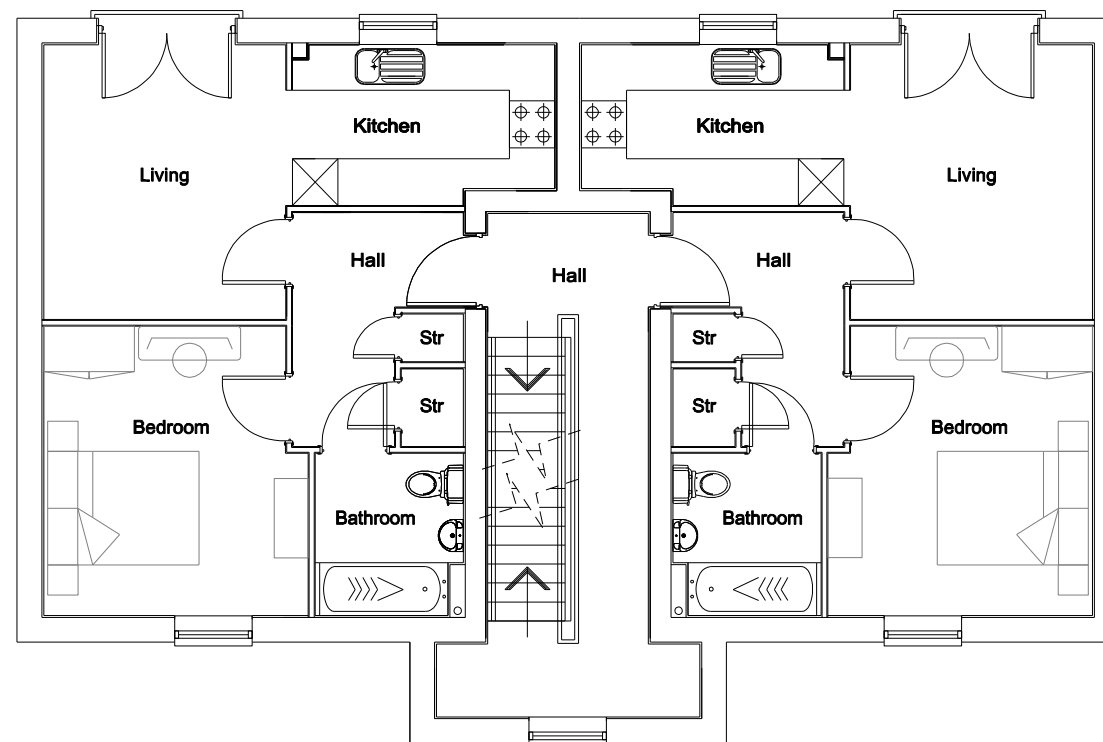 Kitchen
Kitchen
Living
Living
Hall
Hall
Hall
Str
Str
Str
Str
Bedroom
Bedroom
Bathroom
Bathroom